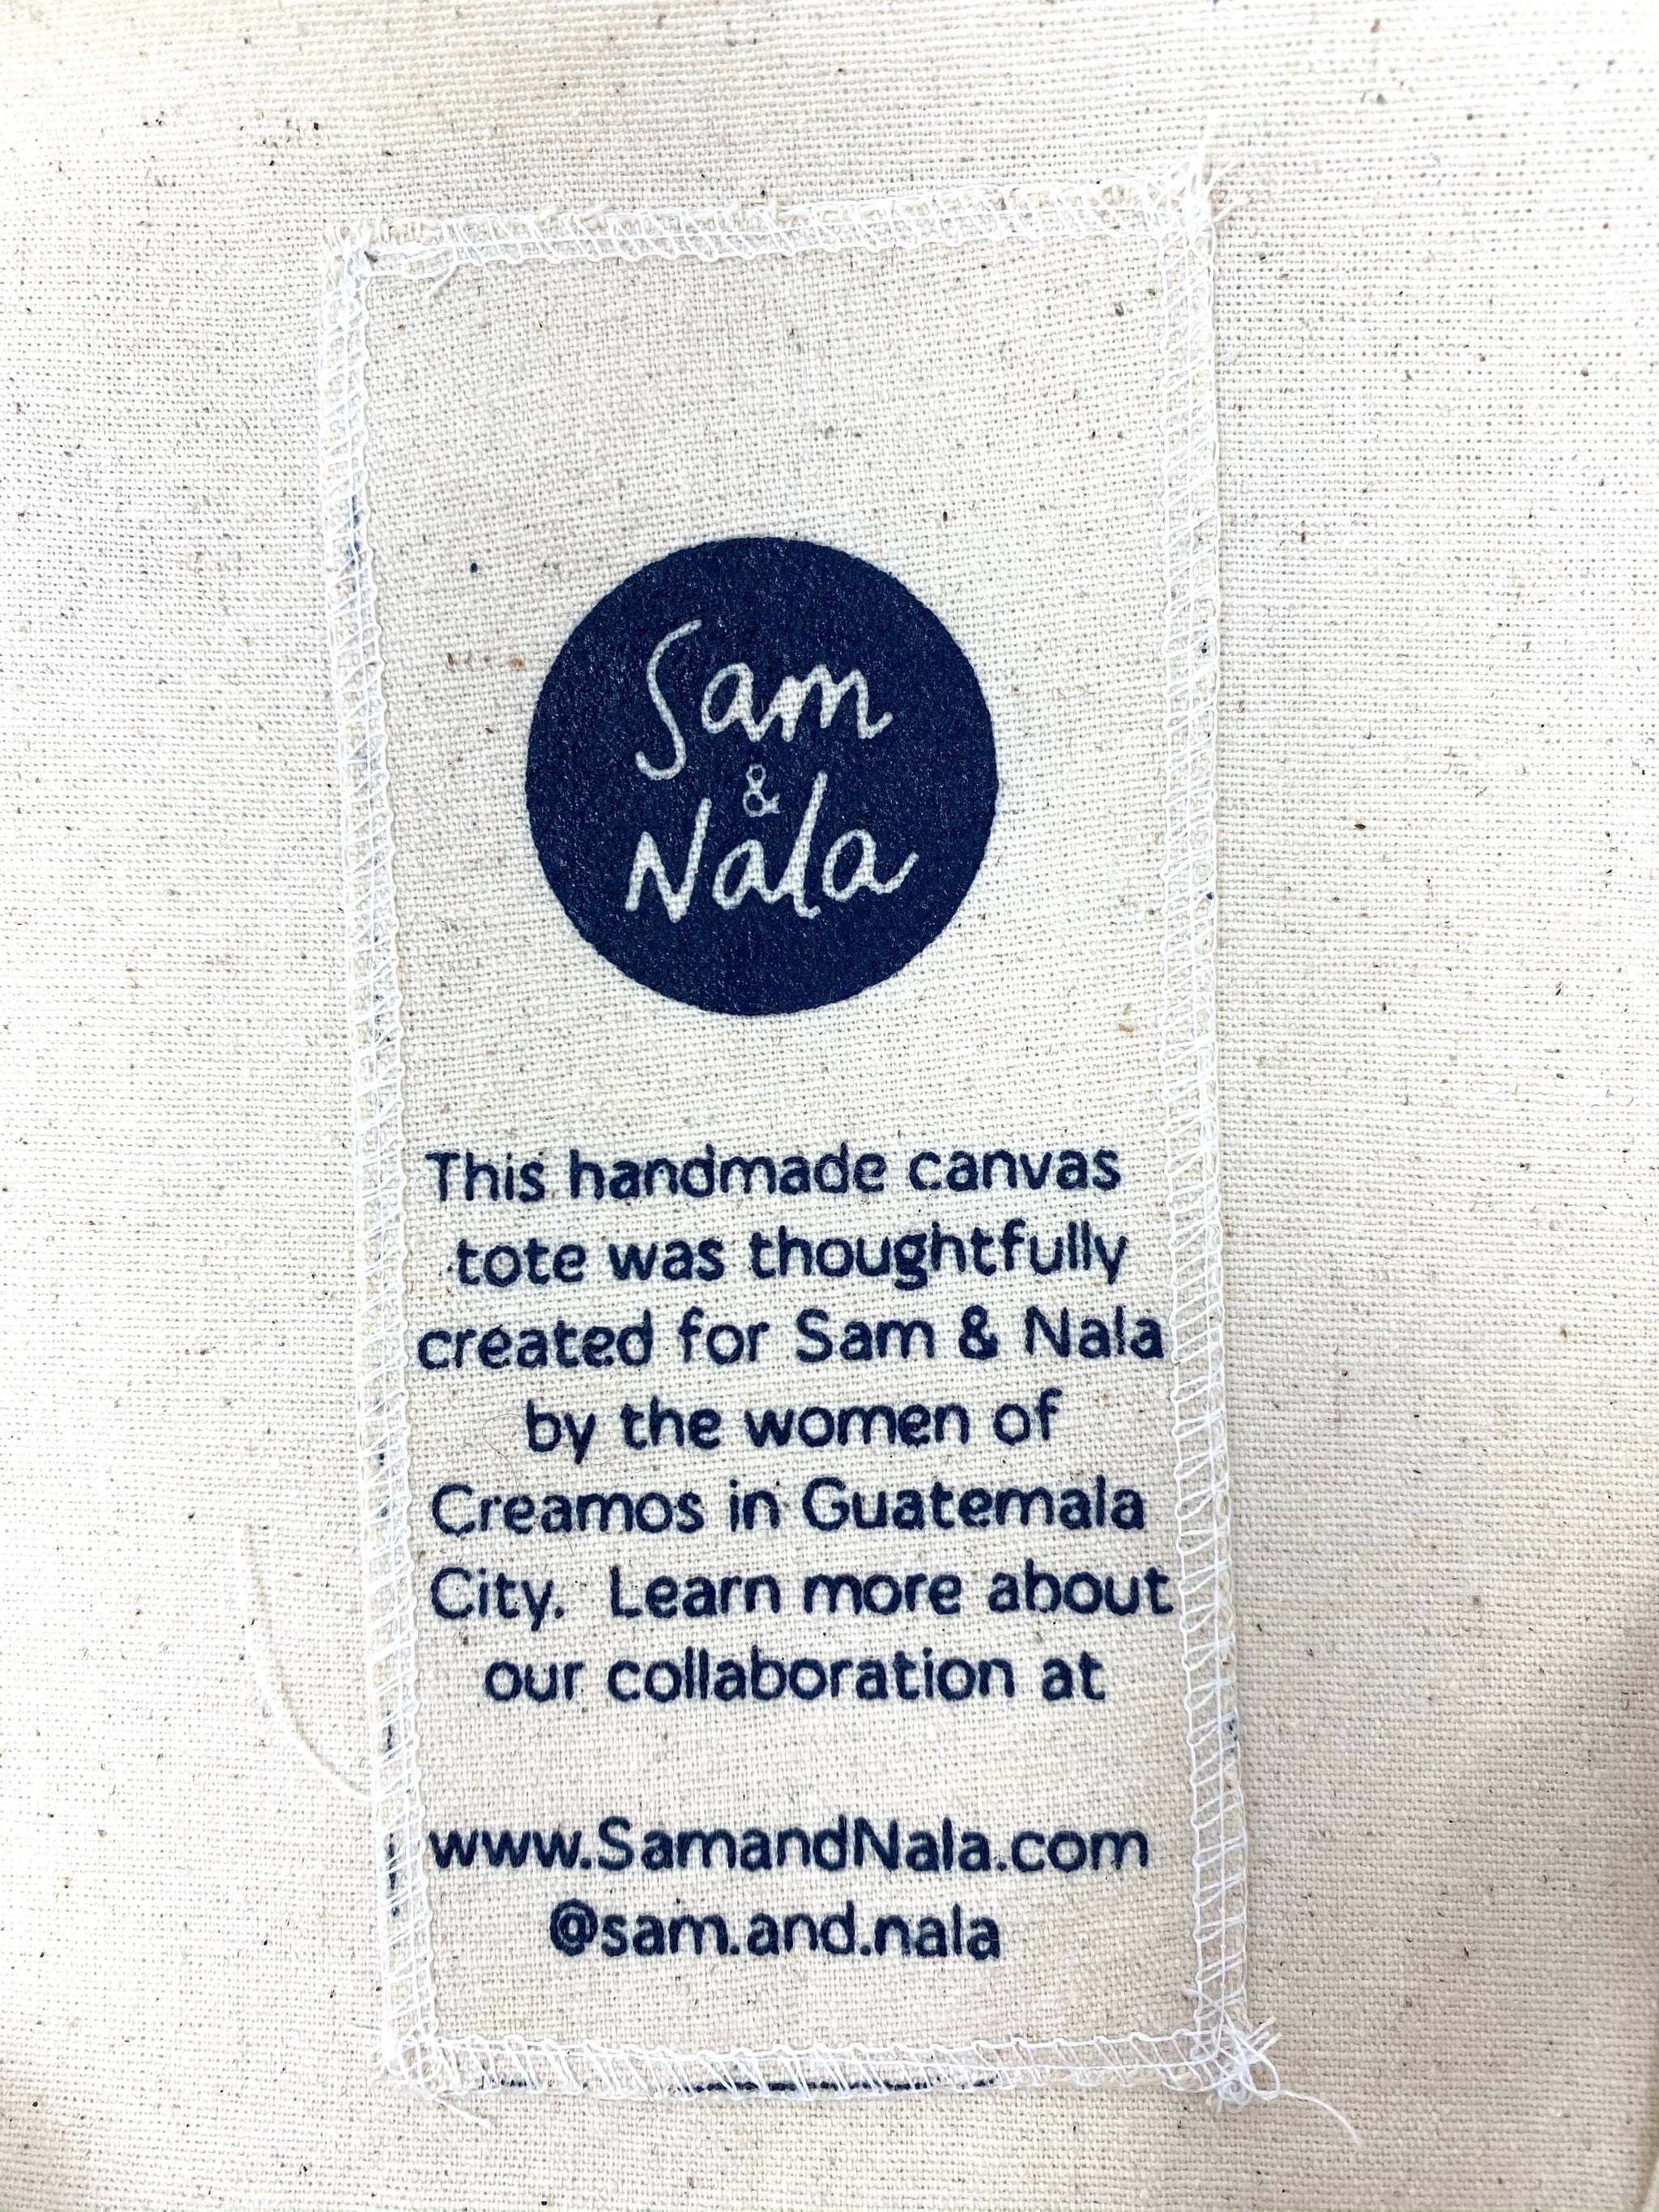 Sam
&
Nala
This handmade canvas
tote was thoughtfully
created for Sam & Nala
by the women of
Creamos in Guatemala
City. Learn more about
our collaboration at
www.SamandNala.com
@sam.and.nala